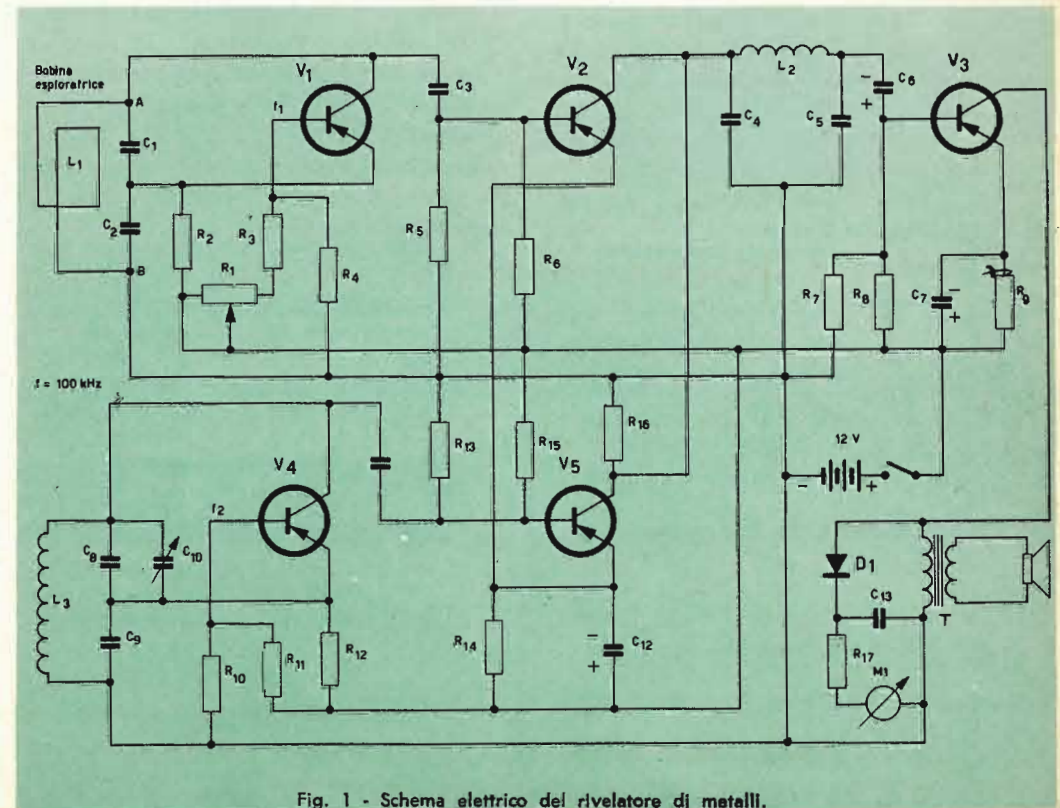 Bobina
esploratrice
A
B
L1
C1
C2
f1
V1
R2
R3
R1
R4
C3
R5
V2
R6
C4
L2
C5
C6
- +
V3
R7
R8
C7
- +
R9
f = 100 kHz
R13
R15
R16
12 V
- +
V4
f2
V5
C8
C10
L3
C9
R10
R11
R12
R14
C12
- +
D1
C13
T
R17
M1
Fig. 1 - Schema elettrico del rivelatore di metalli.